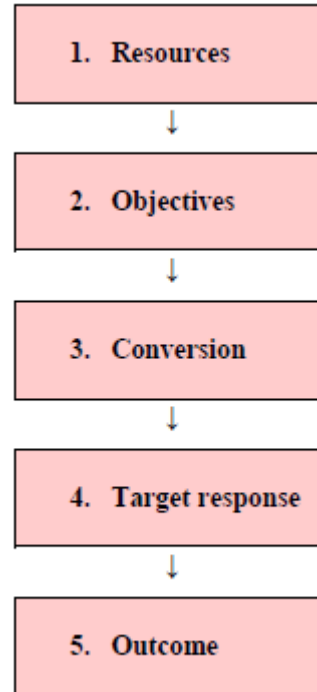 1. Resources
↓
2. Objectives
↓
3. Conversion
↓
4. Target response
↓
5. Outcome